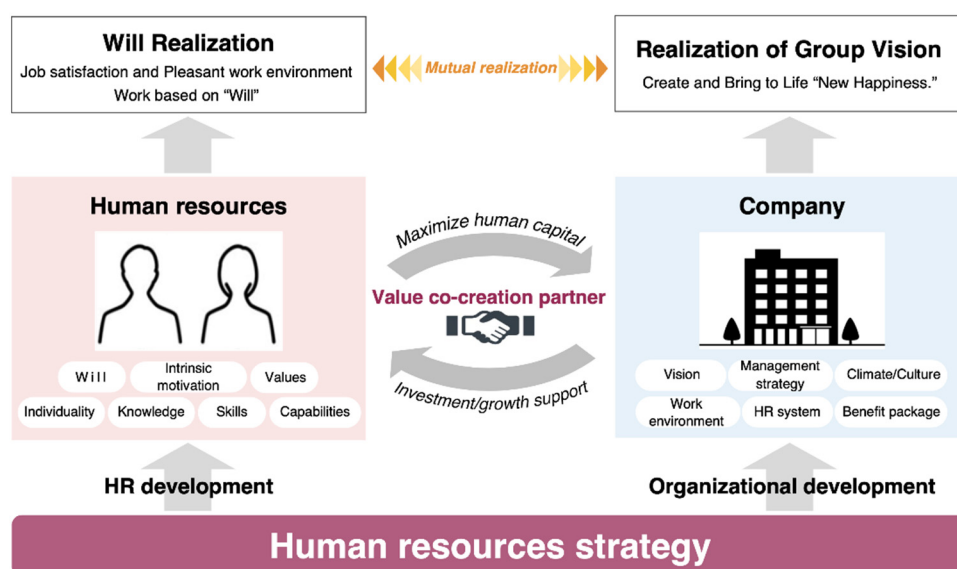 Will Realization
Job satisfaction and Pleasant work environment
Work based on “Will”
Mutual realization
Realization of Group Vision
Create and Bring to Life “New Happiness.”
Human resources
Will
Intrinsic
motivation
Values
Individuality
Knowledge
Skills
Capabilities
Maximize human capital
Value co-creation partner
Investment/growth support
Company
Vision
Management
strategy
Climate/Culture
Work
environment
HR system
Benefit package
HR development
Organizational development
Human resources strategy